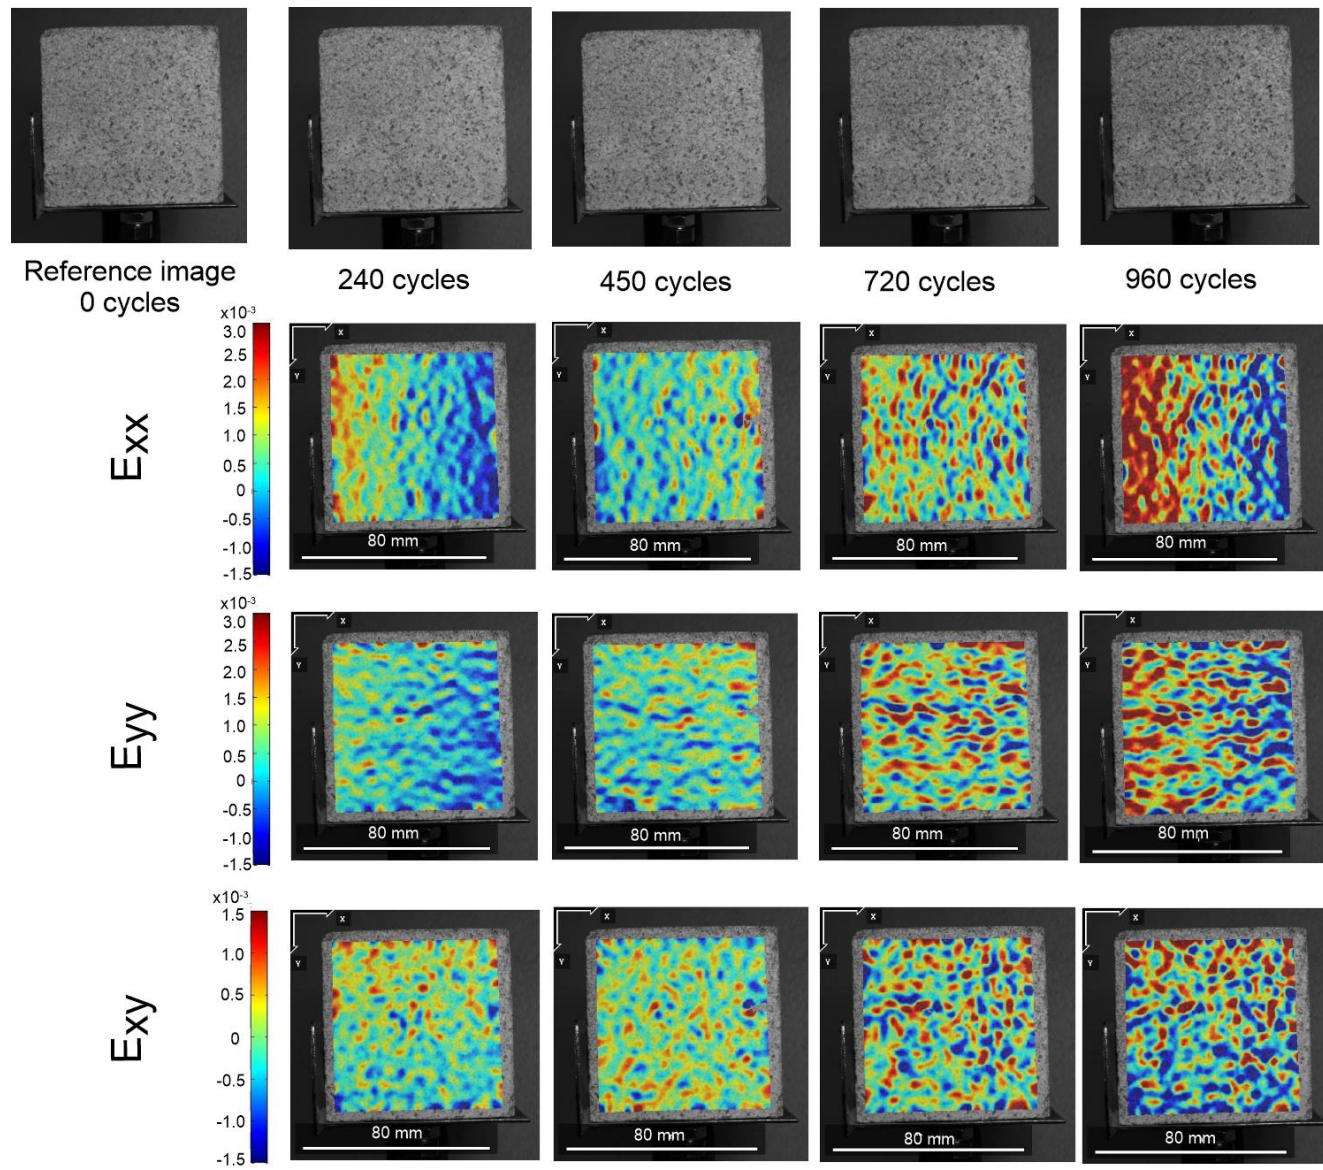 Reference image
0 cycles
240 cycles
450 cycles
720 cycles
960 cycles
Exx
x10-3
3.0
2.5
2.0
1.5
1.0
0.5
0
-0.5
-1.0
-1.5
X
Y
80 mm
X
Y
80 mm
X
Y
80 mm
X
Y
80 mm
Eyy
x10-3
3.0
2.5
2.0
1.5
1.0
0.5
0
-0.5
-1.0
-1.5
X
Y
80 mm
X
Y
80 mm
X
Y
80 mm
X
Y
80 mm
Exy
x10-3
1.5
1.0
0.5
0
-0.5
-1.0
-1.5
X
Y
80 mm
X
Y
80 mm
X
Y
80 mm
X
Y
80 mm